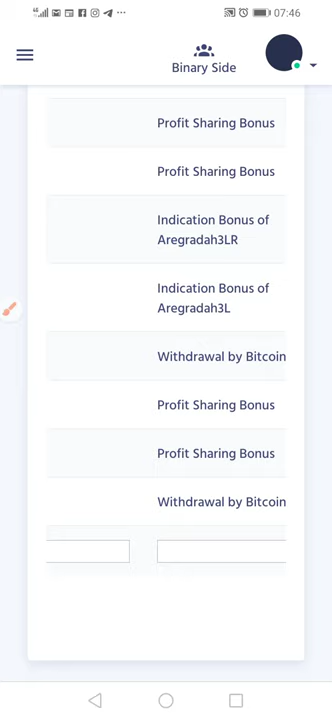 07:46
Binary Side
Profit Sharing Bonus
Profit Sharing Bonus
Indication Bonus of
Aregradah3LR
Indication Bonus of
Aregradah3L
Withdrawal by Bitcoin
Profit Sharing Bonus
Profit Sharing Bonus
Withdrawal by Bitcoin